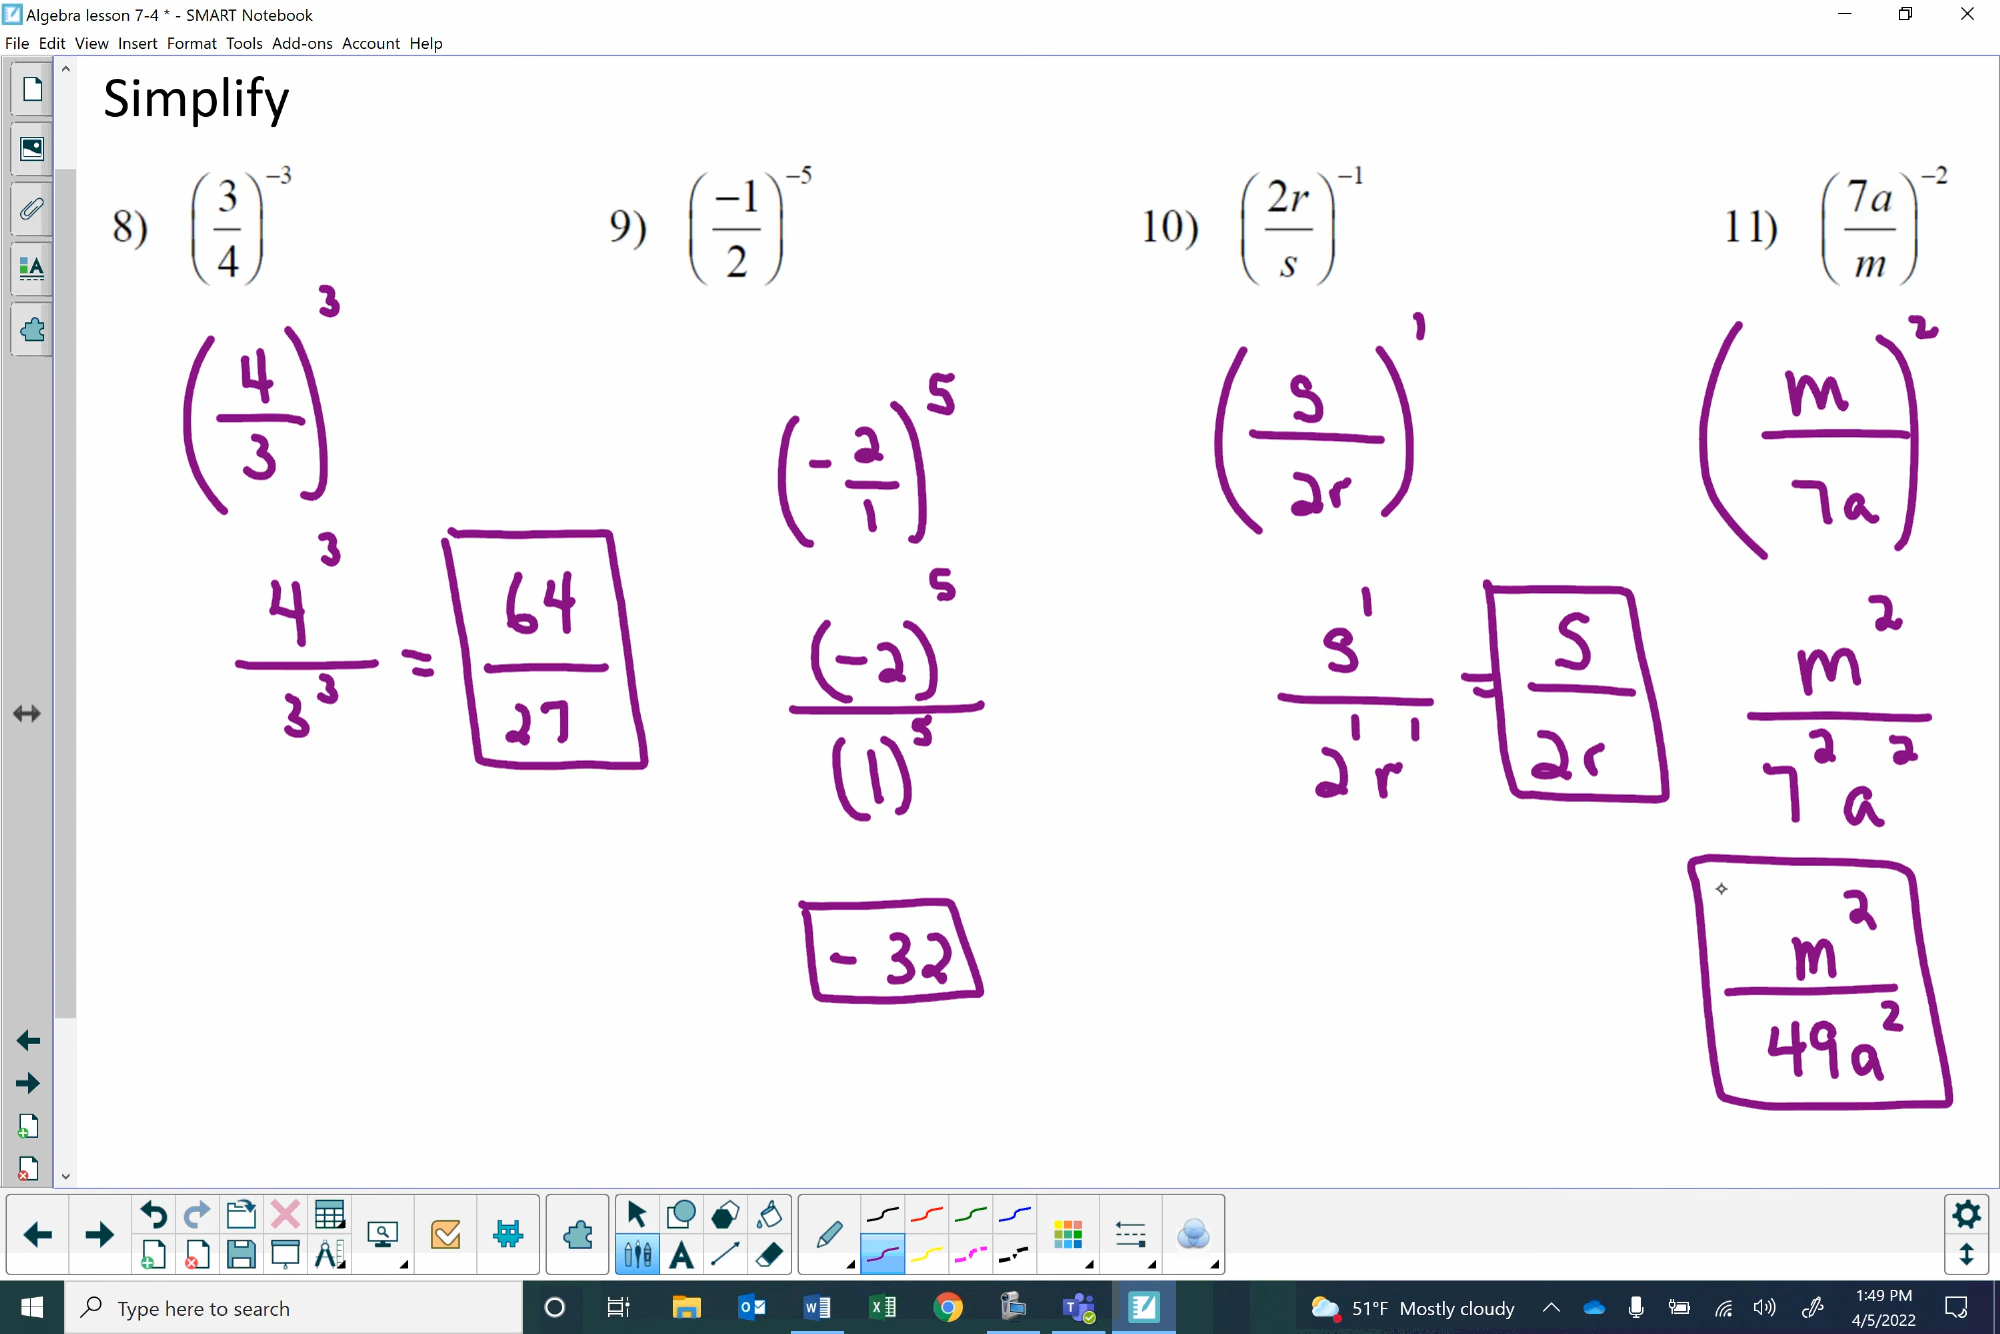 Algebra lesson 7-4 * - SMART Notebook
File Edit View Insert Format Tools Add-ons Account Help
Simplify
8) (3/4)^-3
(4/3)^3
4^3/3^3 = 64/27
9) (-1/2)^-5
(-2/1)^5
(-2)^5/(1)^5
-32
10) (2r/s)^-1
(s/2r)^1
s^1/2^1 r^1 = s/2r
11) (7a/m)^-2
(m/7a)^2
m^2/7^2 a^2
m^2/49a^2
Type here to search
51°F Mostly cloudy
1:49 PM
4/5/2022